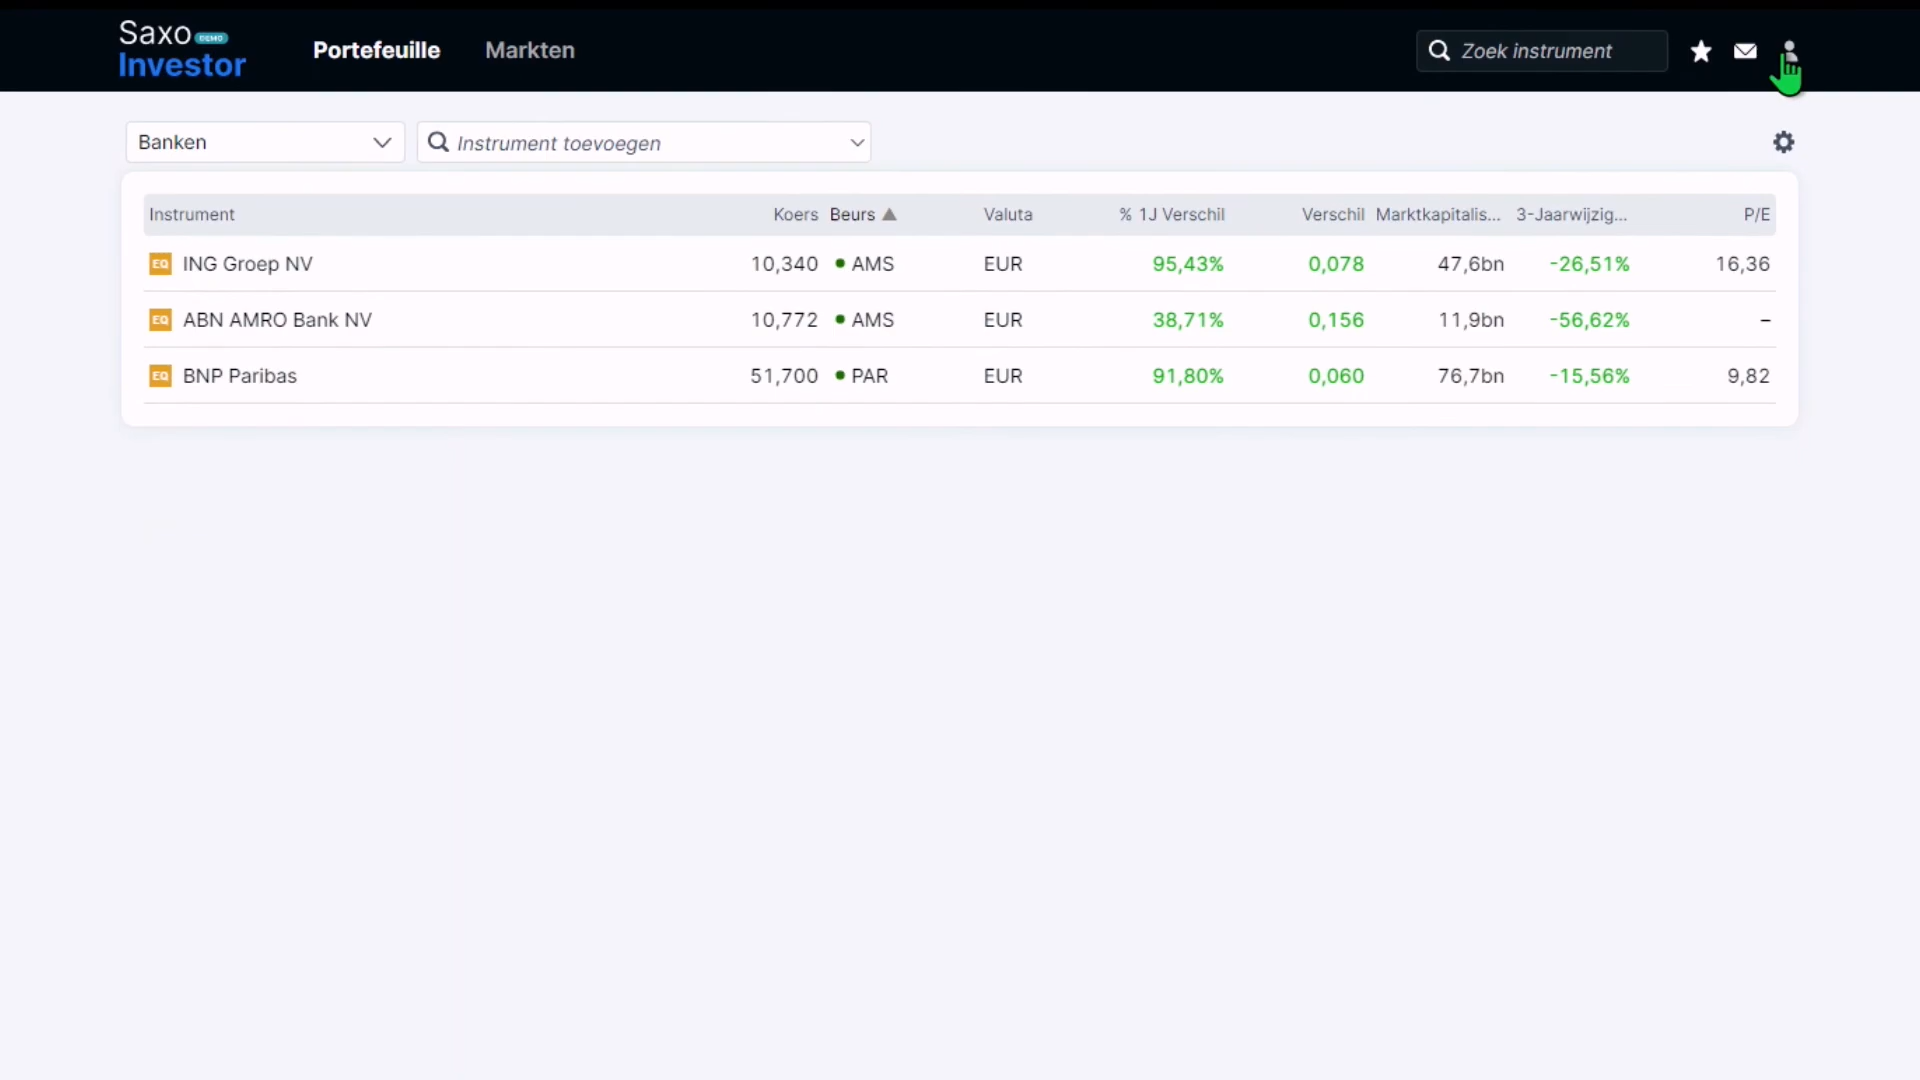 Saxo DEMO
Investor
Portefeuille Markten
Zoek instrument
Banken Instrument toevoegen
Instrument Koers Beurs ▲ Valuta % 1J Verschil Verschil Marktkapitalis... 3-Jaarwijzig... P/E
EQ ING Groep NV 10,340 AMS EUR 95,43% 0,078 47,6bn -26,51% 16,36
EQ ABN AMRO Bank NV 10,772 AMS EUR 38,71% 0,156 11,9bn -56,62% –
EQ BNP Paribas 51,700 PAR EUR 91,80% 0,060 76,7bn -15,56% 9,82